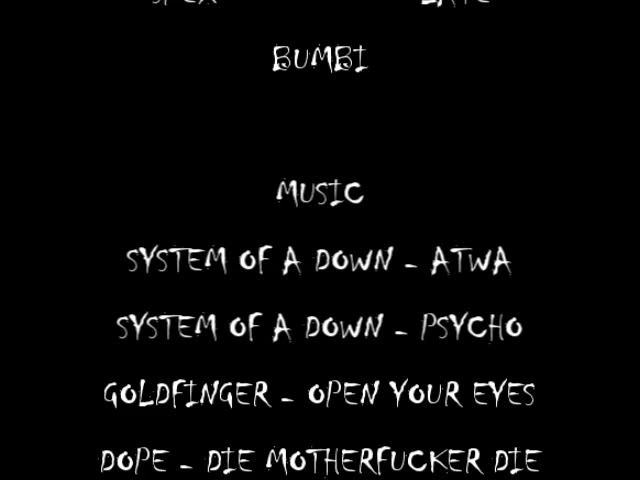 BUMBI
MUSIC
SYSTEM OF A DOWN - ATWA
SYSTEM OF A DOWN - PSYCHO
GOLDFINGER - OPEN YOUR EYES
DOPE - DIE MOTHERFUCKER DIE